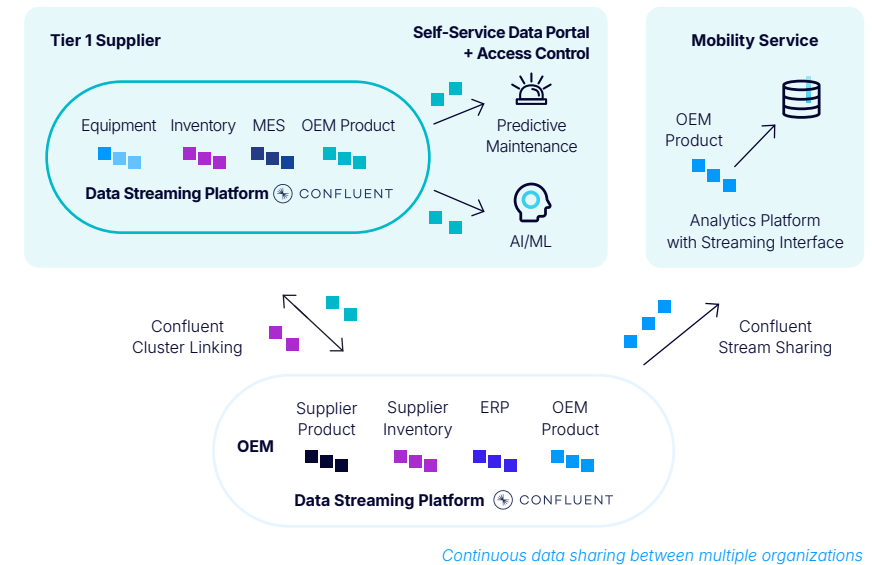 Tier 1 Supplier
Self-Service Data Portal
+ Access Control
Equipment
Inventory
MES
OEM Product
Data Streaming Platform
CONFLUENT
Predictive
Maintenance
AI/ML
Mobility Service
OEM
Product
Analytics Platform
with Streaming Interface
Confluent
Cluster Linking
Confluent
Stream Sharing
OEM
Supplier
Product
Supplier
Inventory
ERP
OEM
Product
Data Streaming Platform
CONFLUENT
Continuous data sharing between multiple organizations